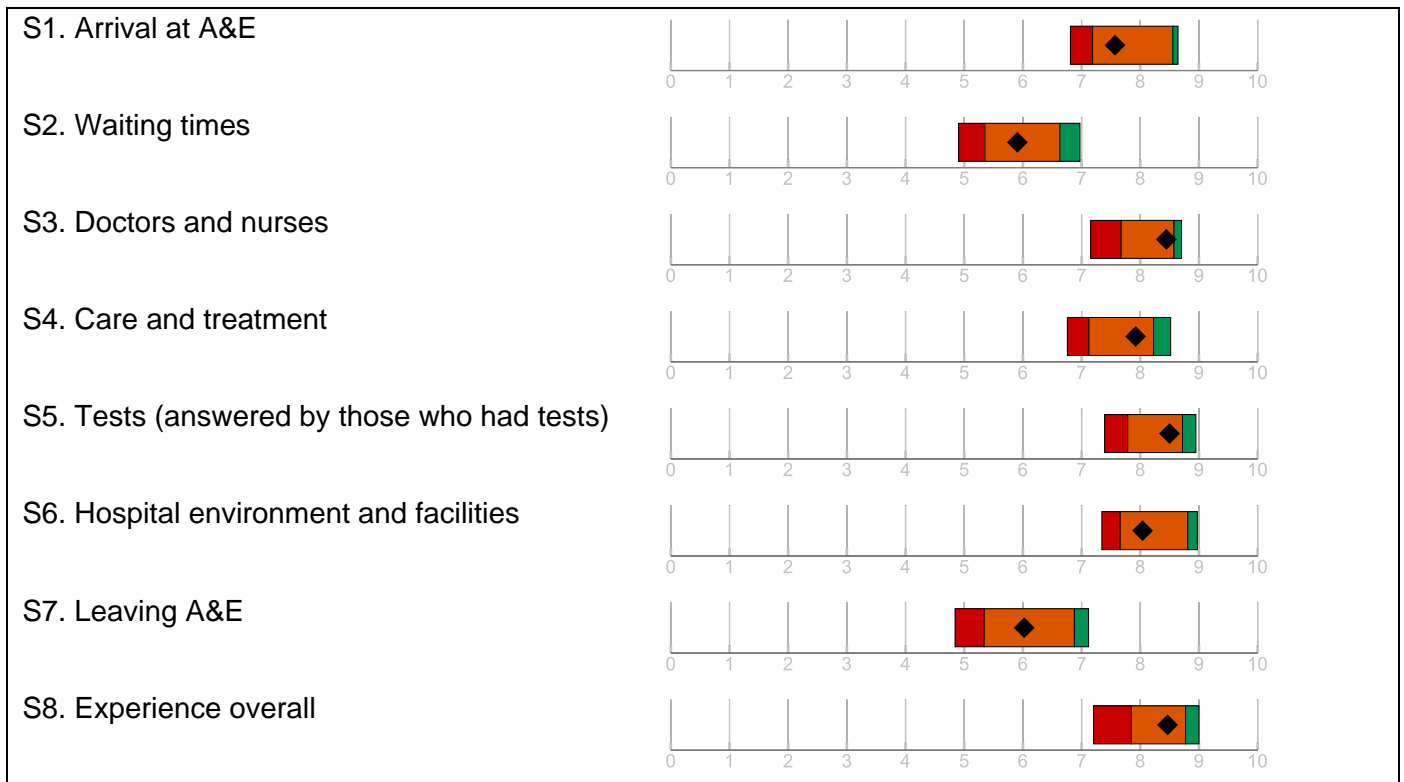 S1. Arrival at A&E
0 1 2 3 4 5 6 7 8 9 10
S2. Waiting times
0 1 2 3 4 5 6 7 8 9 10
S3. Doctors and nurses
0 1 2 3 4 5 6 7 8 9 10
S4. Care and treatment
0 1 2 3 4 5 6 7 8 9 10
S5. Tests (answered by those who had tests)
0 1 2 3 4 5 6 7 8 9 10
S6. Hospital environment and facilities
0 1 2 3 4 5 6 7 8 9 10
S7. Leaving A&E
0 1 2 3 4 5 6 7 8 9 10
S8. Experience overall
0 1 2 3 4 5 6 7 8 9 10